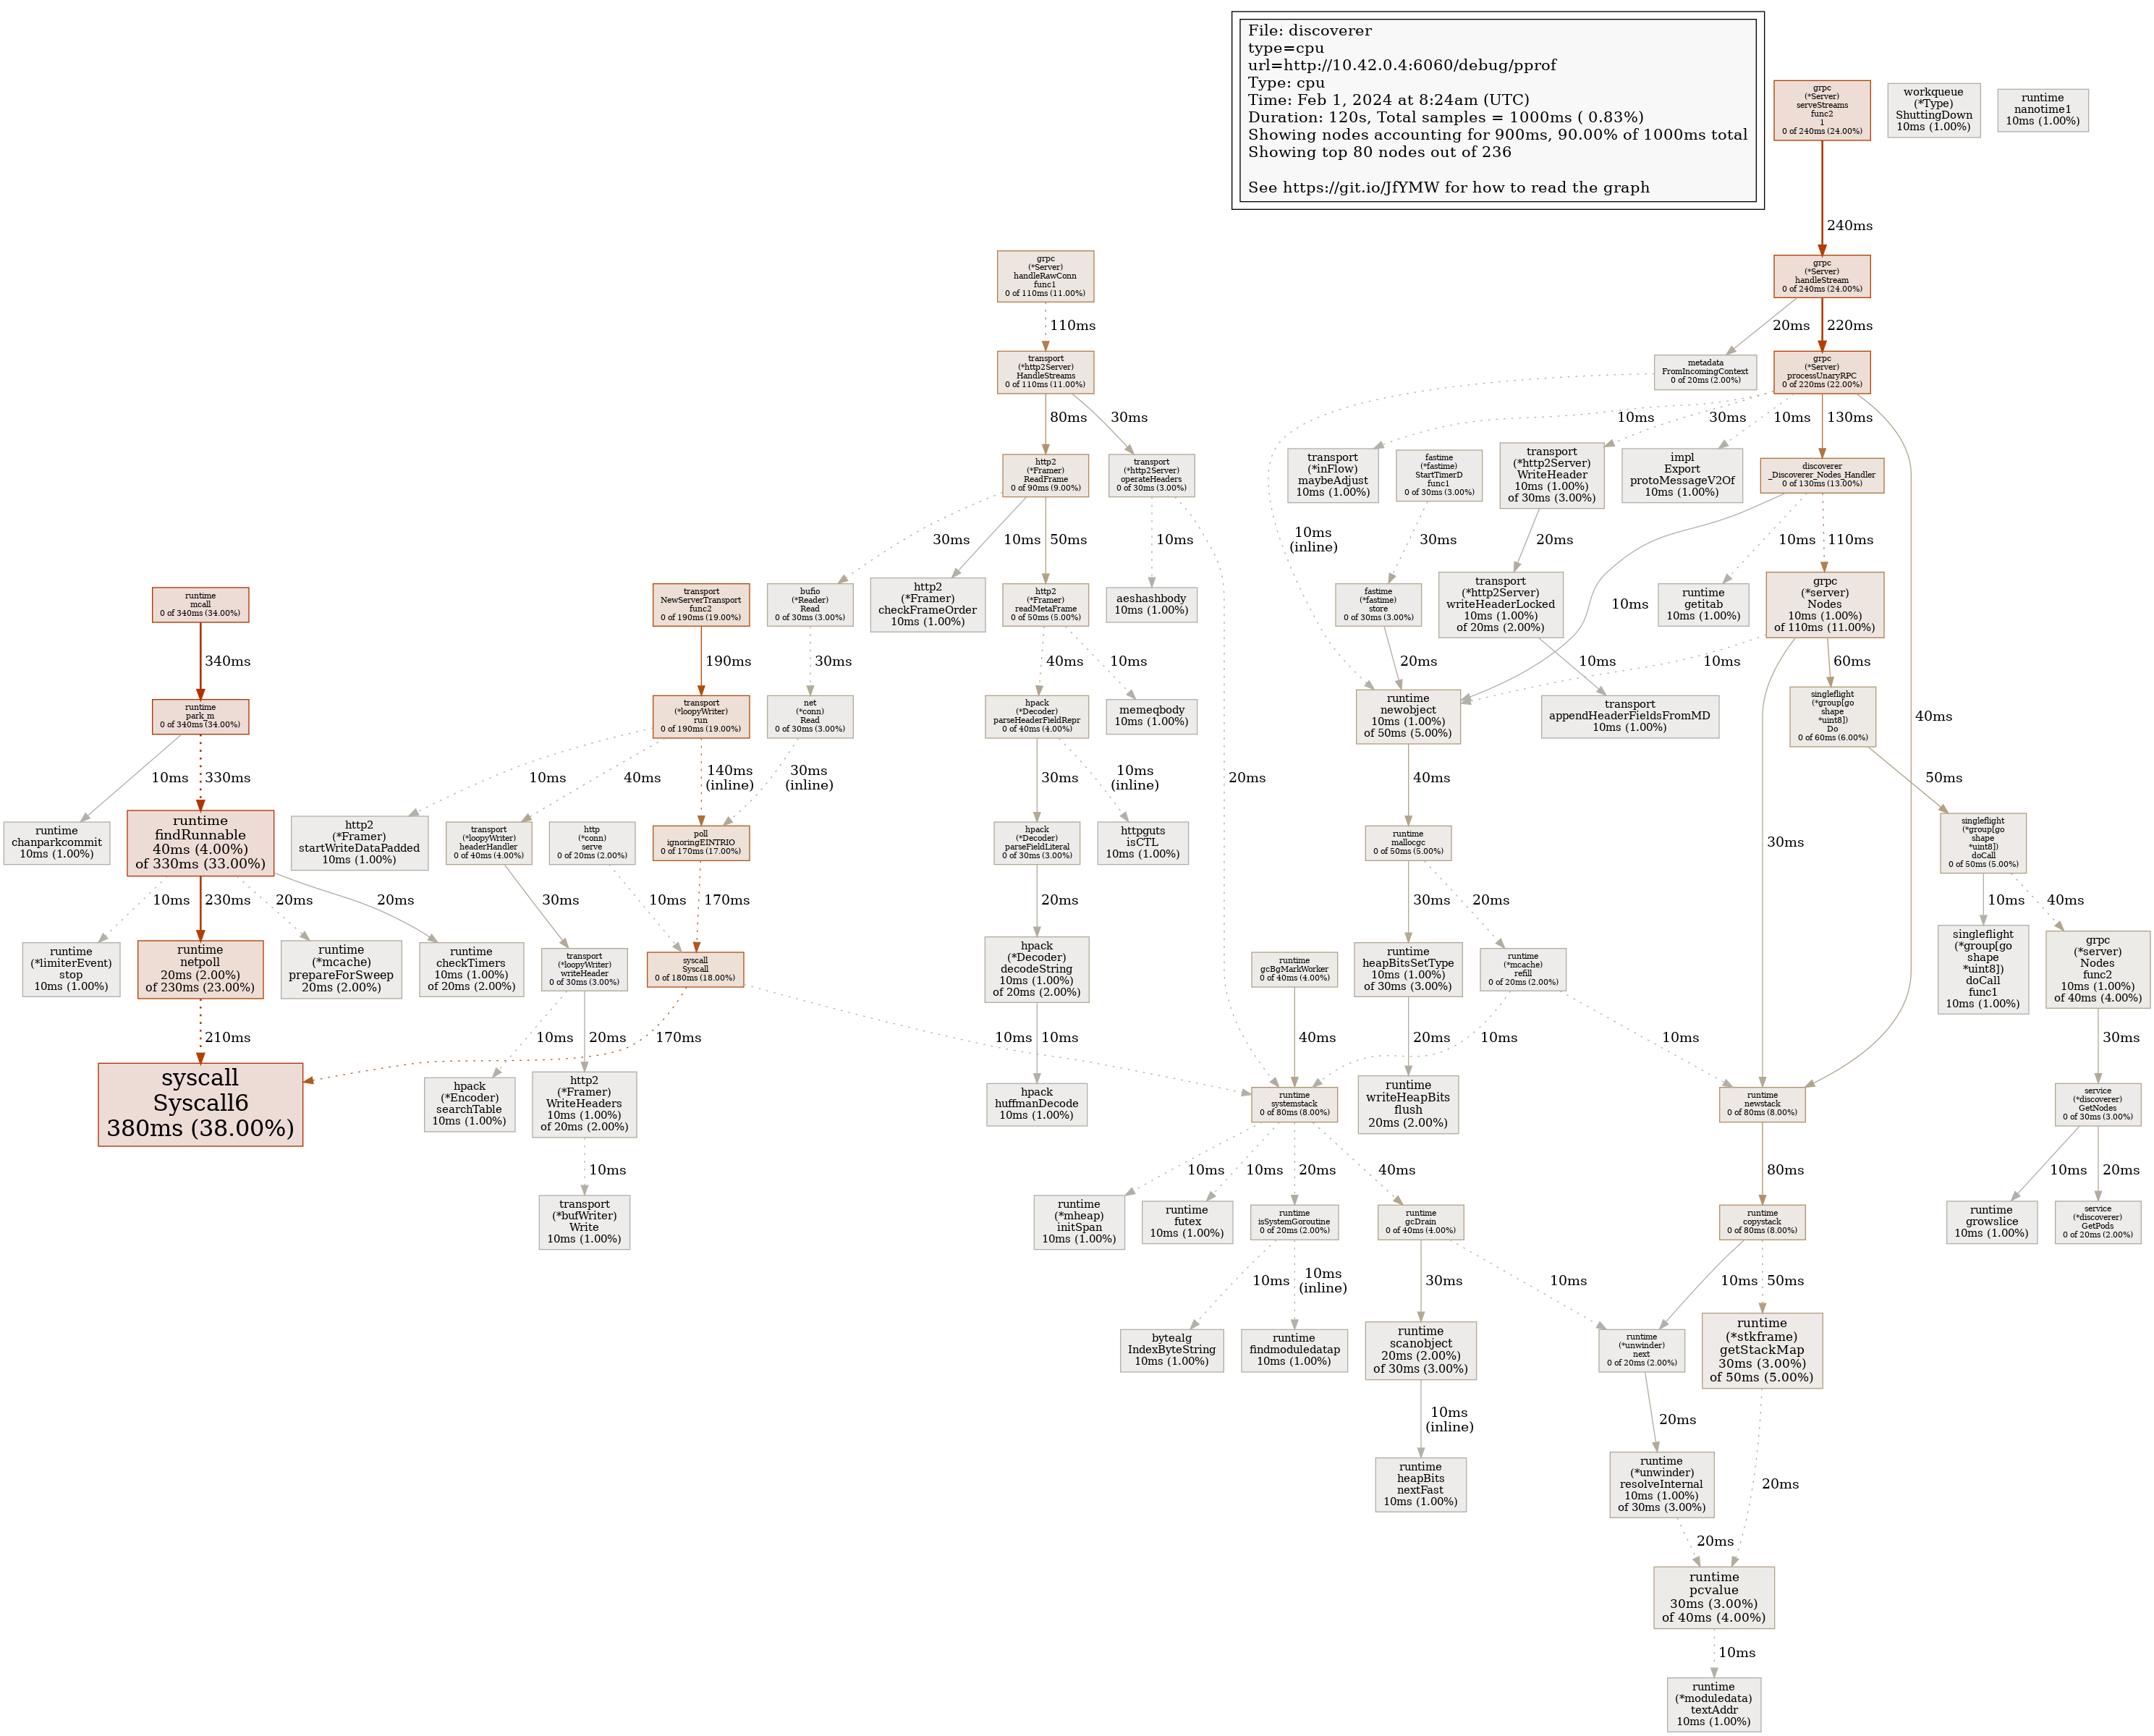 File: discoverer
type=cpu
url=http://10.42.0.4:6060/debug/pprof
Type: cpu
Time: Feb 1, 2024 at 8:24am (UTC)
Duration: 120s, Total samples = 1000ms ( 0.83%)
Showing nodes accounting for 900ms, 90.00% of 1000ms total
Showing top 80 nodes out of 236
See https://git.io/JfYMW for how to read the graph
grpc
(*Server)
serveStreams
func2
1
0 of 240ms (24.00%)
workqueue
(*Type)
ShuttingDown
10ms (1.00%)
runtime
nanotime1
10ms (1.00%)
240ms
grpc
(*Server)
handleRawConn
func1
0 of 110ms (11.00%)
grpc
(*Server)
handleStream
0 of 240ms (24.00%)
110ms
20ms
220ms
transport
(*http2Server)
HandleStreams
0 of 110ms (11.00%)
metadata
FromIncomingContext
0 of 20ms (2.00%)
grpc
(*Server)
processUnaryRPC
0 of 220ms (22.00%)
80ms
30ms
10ms
30ms
10ms
130ms
http2
(*Framer)
ReadFrame
0 of 90ms (9.00%)
transport
(*http2Server)
operateHeaders
0 of 30ms (3.00%)
transport
(*inFlow)
maybeAdjust
10ms (1.00%)
fastime
(*fastime)
StartTimerD
func1
0 of 30ms (3.00%)
transport
(*http2Server)
WriteHeader
10ms (1.00%)
of 30ms (3.00%)
impl
Export
protoMessageV2Of
10ms (1.00%)
discoverer
_Discoverer_Nodes_Handler
0 of 130ms (13.00%)
30ms
10ms
50ms
10ms
10ms
(inline)
30ms
20ms
10ms
110ms
runtime
mcall
0 of 340ms (34.00%)
transport
NewServerTransport
func2
0 of 190ms (19.00%)
bufio
(*Reader)
Read
0 of 30ms (3.00%)
http2
(*Framer)
checkFrameOrder
10ms (1.00%)
http2
(*Framer)
readMetaFrame
0 of 50ms (5.00%)
aeshashbody
10ms (1.00%)
fastime
(*fastime)
store
0 of 30ms (3.00%)
transport
(*http2Server)
writeHeaderLocked
10ms (1.00%)
of 20ms (2.00%)
10ms
runtime
getitab
10ms (1.00%)
grpc
(*server)
Nodes
10ms (1.00%)
of 110ms (11.00%)
340ms
190ms
30ms
40ms
10ms
20ms
10ms
10ms
60ms
runtime
park_m
0 of 340ms (34.00%)
transport
(*loopyWriter)
run
0 of 190ms (19.00%)
net
(*conn)
Read
0 of 30ms (3.00%)
hpack
(*Decoder)
parseHeaderFieldRepr
0 of 40ms (4.00%)
memeqbody
10ms (1.00%)
runtime
newobject
10ms (1.00%)
of 50ms (5.00%)
transport
appendHeaderFieldsFromMD
10ms (1.00%)
singleflight
(*group[go
shape
*uint8])
Do
0 of 60ms (6.00%)
40ms
10ms
330ms
10ms
40ms
140ms
(inline)
30ms
(inline)
30ms
10ms
(inline)
20ms
40ms
50ms
runtime
chanparkcommit
10ms (1.00%)
runtime
findRunnable
40ms (4.00%)
of 330ms (33.00%)
http2
(*Framer)
startWriteDataPadded
10ms (1.00%)
transport
(*loopyWriter)
headerHandler
0 of 40ms (4.00%)
http
(*conn)
serve
0 of 20ms (2.00%)
poll
ignoringEINTRIO
0 of 170ms (17.00%)
hpack
(*Decoder)
parseFieldLiteral
0 of 30ms (3.00%)
httpguts
isCTL
10ms (1.00%)
runtime
mallocgc
0 of 50ms (5.00%)
30ms
singleflight
(*group[go
shape
*uint8])
doCall
0 of 50ms (5.00%)
10ms
230ms
20ms
20ms
30ms
10ms
170ms
20ms
30ms
20ms
10ms
40ms
runtime
(*limiterEvent)
stop
10ms (1.00%)
runtime
netpoll
20ms (2.00%)
of 230ms (23.00%)
runtime
(*mcache)
prepareForSweep
20ms (2.00%)
runtime
checkTimers
10ms (1.00%)
of 20ms (2.00%)
transport
(*loopyWriter)
writeHeader
0 of 30ms (3.00%)
syscall
Syscall
0 of 180ms (18.00%)
hpack
(*Decoder)
decodeString
10ms (1.00%)
of 20ms (2.00%)
runtime
gcBgMarkWorker
0 of 40ms (4.00%)
runtime
heapBitsSetType
10ms (1.00%)
of 30ms (3.00%)
runtime
(*mcache)
refill
0 of 20ms (2.00%)
singleflight
(*group[go
shape
*uint8])
doCall
func1
10ms (1.00%)
grpc
(*server)
Nodes
func2
10ms (1.00%)
of 40ms (4.00%)
210ms
10ms
20ms
170ms
10ms
10ms
40ms
20ms
10ms
10ms
30ms
syscall
Syscall6
380ms (38.00%)
hpack
(*Encoder)
searchTable
10ms (1.00%)
http2
(*Framer)
WriteHeaders
10ms (1.00%)
of 20ms (2.00%)
hpack
huffmanDecode
10ms (1.00%)
runtime
systemstack
0 of 80ms (8.00%)
runtime
writeHeapBits
flush
20ms (2.00%)
runtime
newstack
0 of 80ms (8.00%)
service
(*discoverer)
GetNodes
0 of 30ms (3.00%)
10ms
10ms
10ms
20ms
40ms
80ms
10ms
20ms
transport
(*bufWriter)
Write
10ms (1.00%)
runtime
(*mheap)
initSpan
10ms (1.00%)
runtime
futex
10ms (1.00%)
runtime
isSystemGoroutine
0 of 20ms (2.00%)
runtime
gcDrain
0 of 40ms (4.00%)
runtime
copystack
0 of 80ms (8.00%)
runtime
growslice
10ms (1.00%)
service
(*discoverer)
GetPods
0 of 20ms (2.00%)
10ms
10ms
(inline)
30ms
10ms
10ms
50ms
bytealg
IndexByteString
10ms (1.00%)
runtime
findmoduledatap
10ms (1.00%)
runtime
scanobject
20ms (2.00%)
of 30ms (3.00%)
runtime
(*unwinder)
next
0 of 20ms (2.00%)
runtime
(*stkframe)
getStackMap
30ms (3.00%)
of 50ms (5.00%)
10ms
(inline)
20ms
20ms
runtime
heapBits
nextFast
10ms (1.00%)
runtime
(*unwinder)
resolveInternal
10ms (1.00%)
of 30ms (3.00%)
20ms
runtime
pcvalue
30ms (3.00%)
of 40ms (4.00%)
10ms
runtime
(*moduledata)
textAddr
10ms (1.00%)